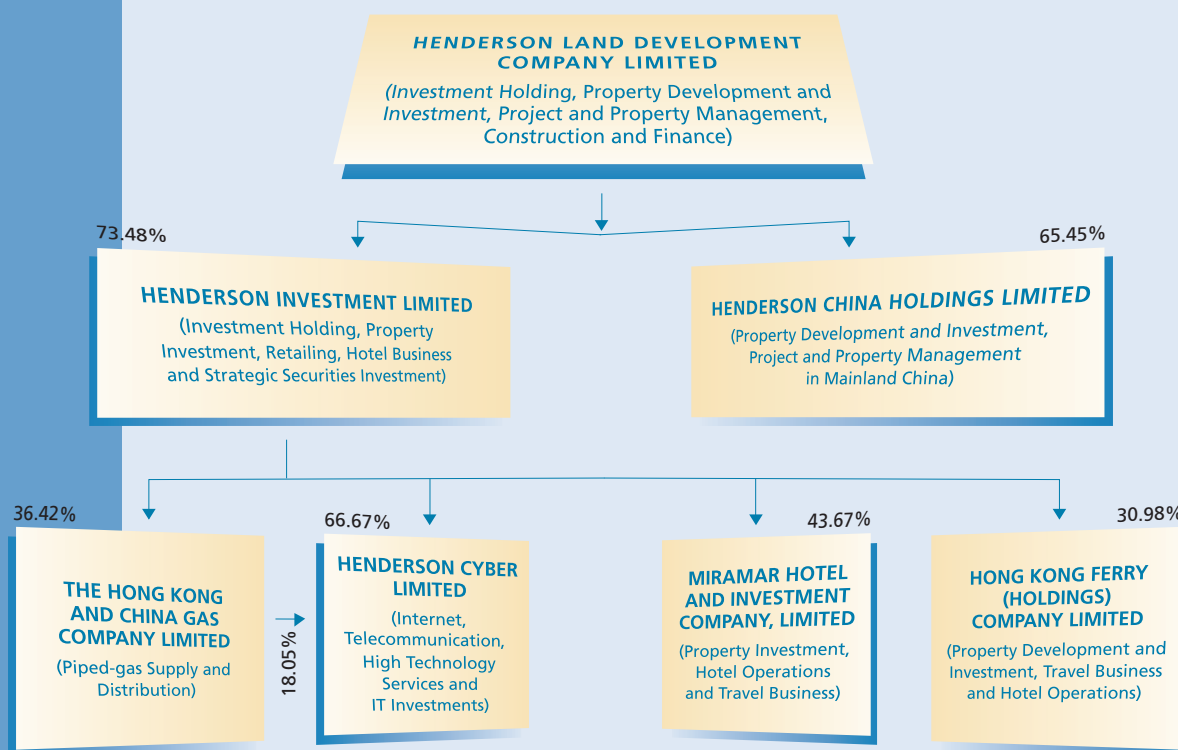 HENDERSON LAND DEVELOPMENT
COMPANY LIMITED
(Investment Holding, Property Development and
Investment, Project and Property Management,
Construction and Finance)
73.48%
HENDERSON INVESTMENT LIMITED
(Investment Holding, Property
Investment, Retailing, Hotel Business
and Strategic Securities Investment)
65.45%
HENDERSON CHINA HOLDINGS LIMITED
(Property Development and Investment,
Project and Property Management
in Mainland China)
36.42%
THE HONG KONG
AND CHINA GAS
COMPANY LIMITED
(Piped-gas Supply and
Distribution)
18.05%
66.67%
HENDERSON CYBER
LIMITED
(Internet,
Telecommunication,
High Technology
Services and
IT Investments)
43.67%
MIRAMAR HOTEL
AND INVESTMENT
COMPANY, LIMITED
(Property Investment,
Hotel Operations
and Travel Business)
30.98%
HONG KONG FERRY
(HOLDINGS)
COMPANY LIMITED
(Property Development and
Investment, Travel Business
and Hotel Operations)